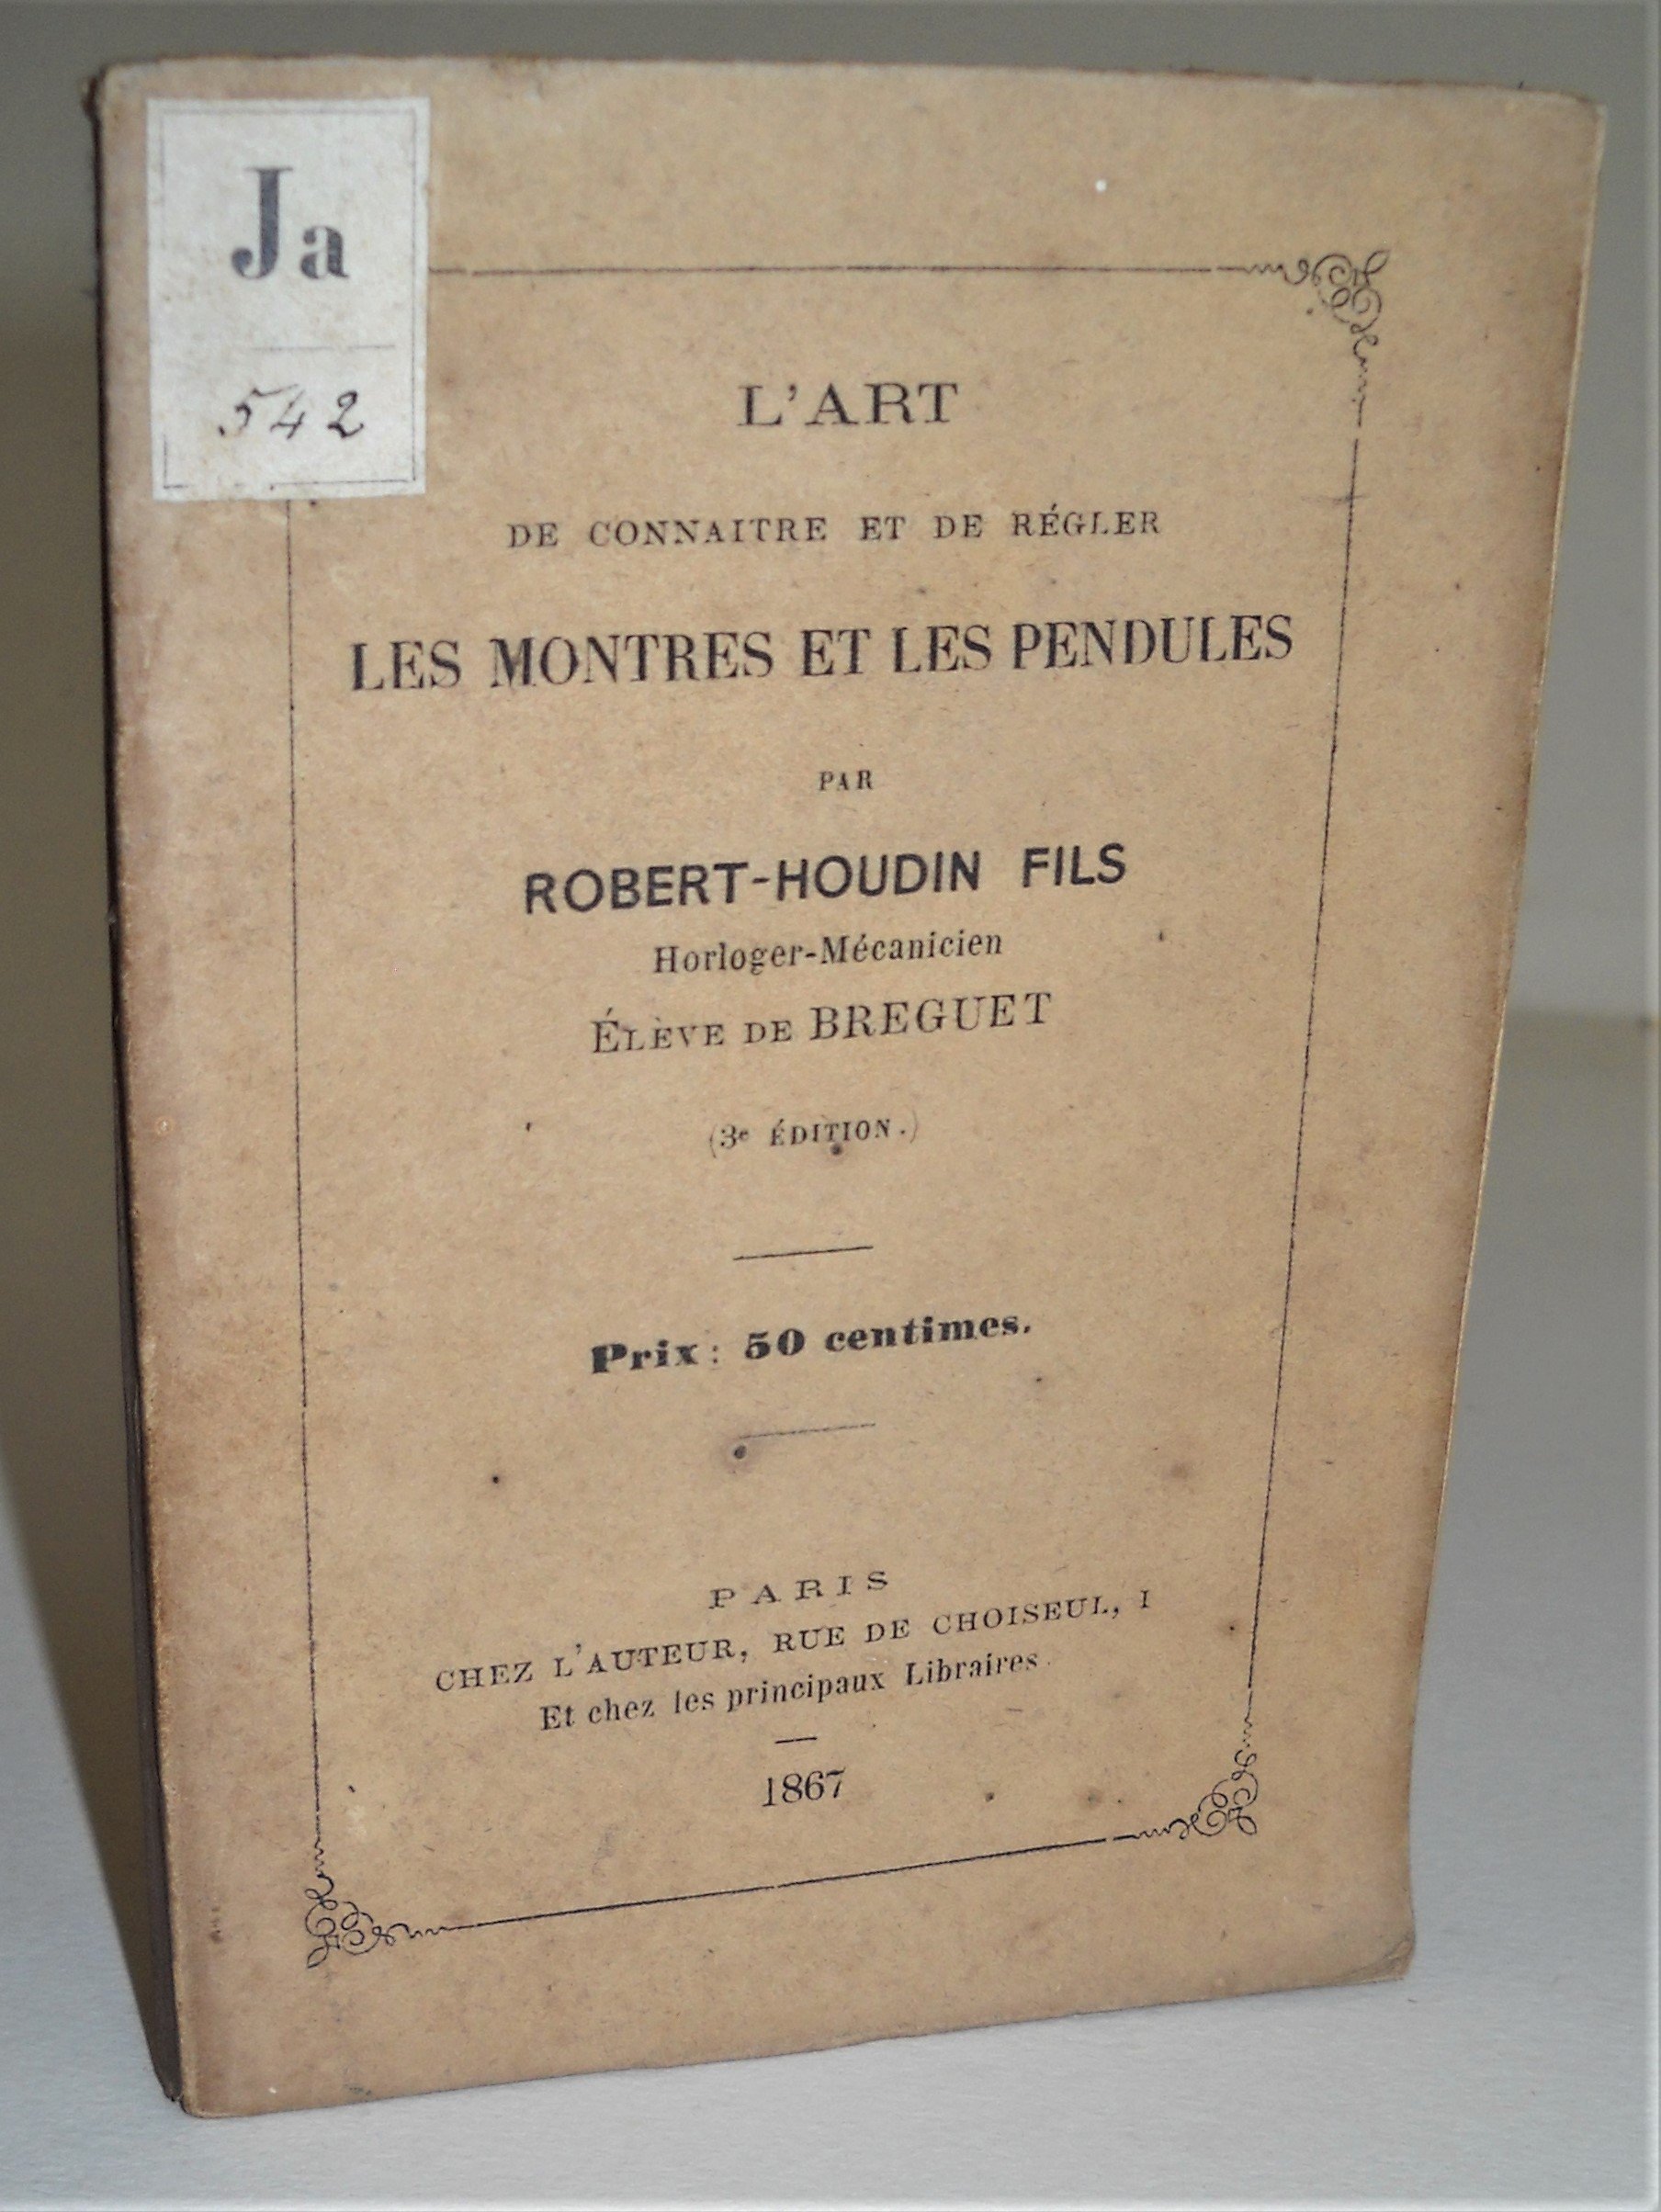 Ja
542
L'ART
DE CONNAITRE ET DE RÉGLER
LES MONTRES ET LES PENDULES
PAR
ROBERT-HOUDIN FILS
Horloger-Mécanicien
ÉLÈVE DE BREGUET
(3e ÉDITION.)
Prix : 50 centimes.
PARIS
CHEZ L'AUTEUR, RUE DE CHOISEUL, I
Et chez les principaux Libraires.
1867